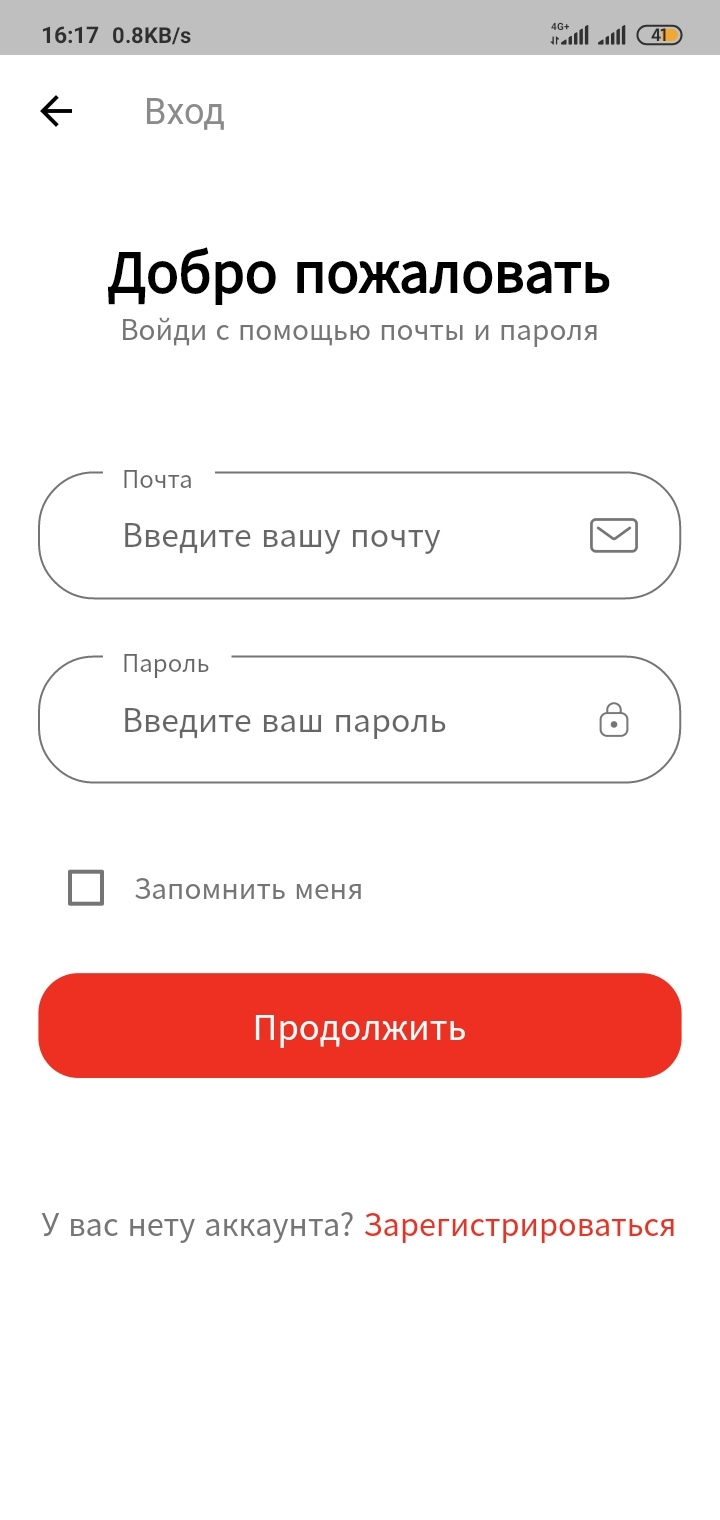 16:17 0.8KB/s 4G+ 41
Вход
Добро пожаловать
Войди с помощью почты и пароля
Почта
Введите вашу почту
Пароль
Введите ваш пароль
Запомнить меня
Продолжить
У вас нету аккаунта? Зарегистрироваться